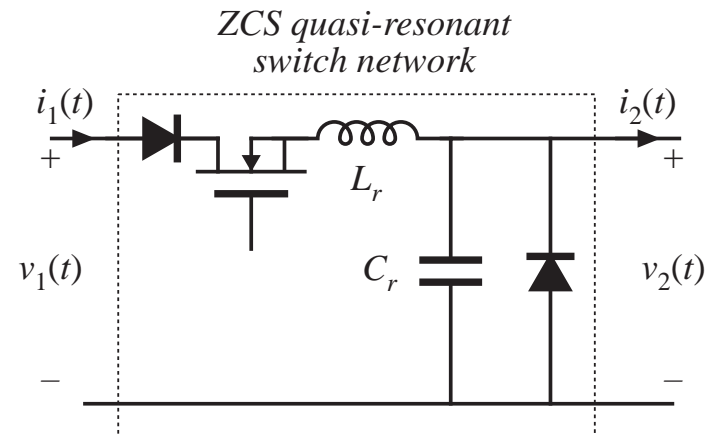 ZCS quasi-resonant
switch network
i₁(t)
i₂(t)
+
+
Lᵣ
v₁(t)
Cᵣ
v₂(t)
–
–